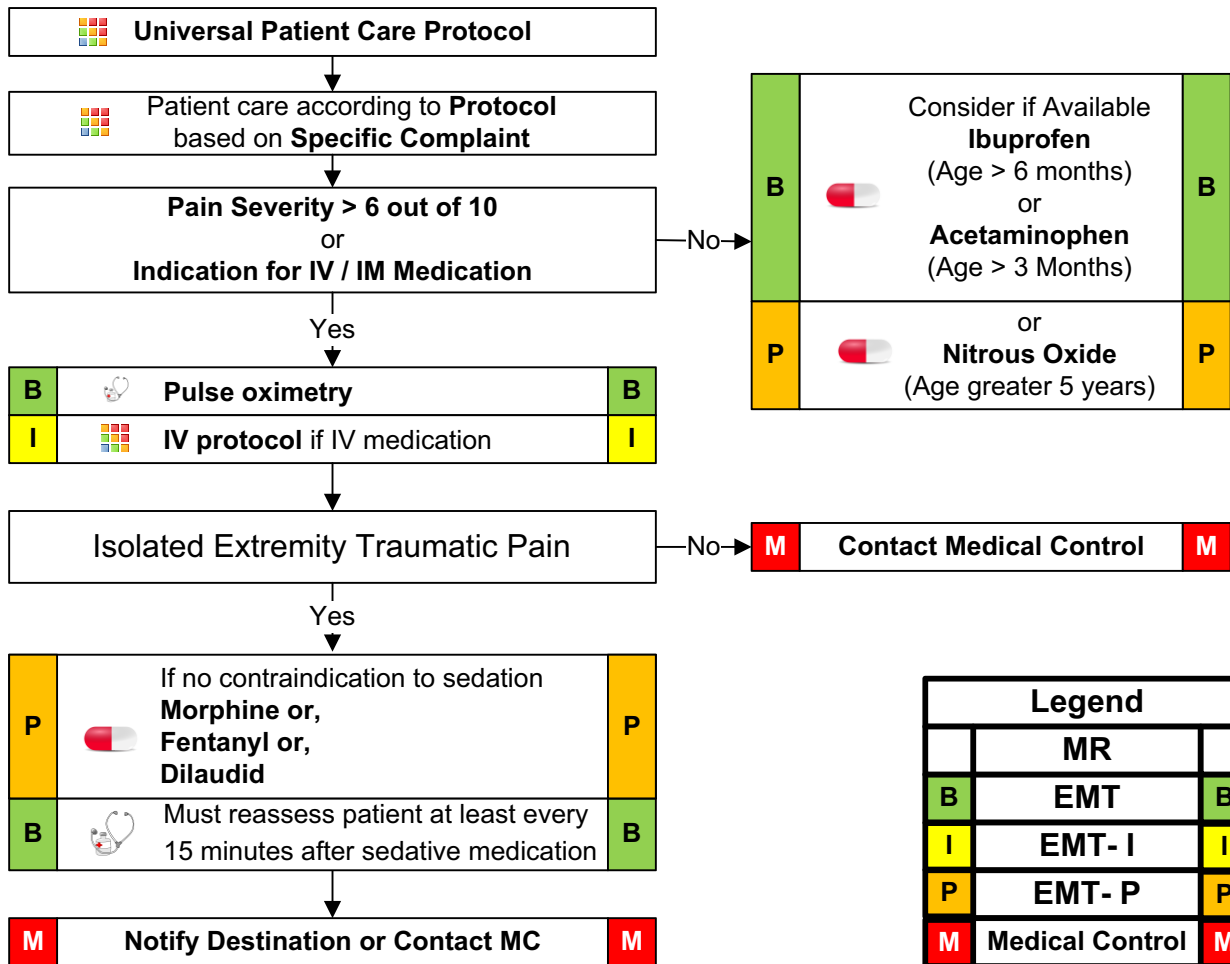 Universal Patient Care Protocol
Patient care according to Protocol
based on Specific Complaint
Pain Severity > 6 out of 10
or
Indication for IV / IM Medication
No
B
Consider if Available
Ibuprofen
(Age > 6 months)
or
Acetaminophen
(Age > 3 Months)
B
P
or
Nitrous Oxide
(Age greater 5 years)
P
Yes
B Pulse oximetry B
I IV protocol if IV medication I
Isolated Extremity Traumatic Pain
No
M Contact Medical Control M
Yes
P
If no contraindication to sedation
Morphine or,
Fentanyl or,
Dilaudid
P
B
Must reassess patient at least every
15 minutes after sedative medication
B
M Notify Destination or Contact MC M
Legend
MR
B EMT B
I EMT- I I
P EMT- P P
M Medical Control M